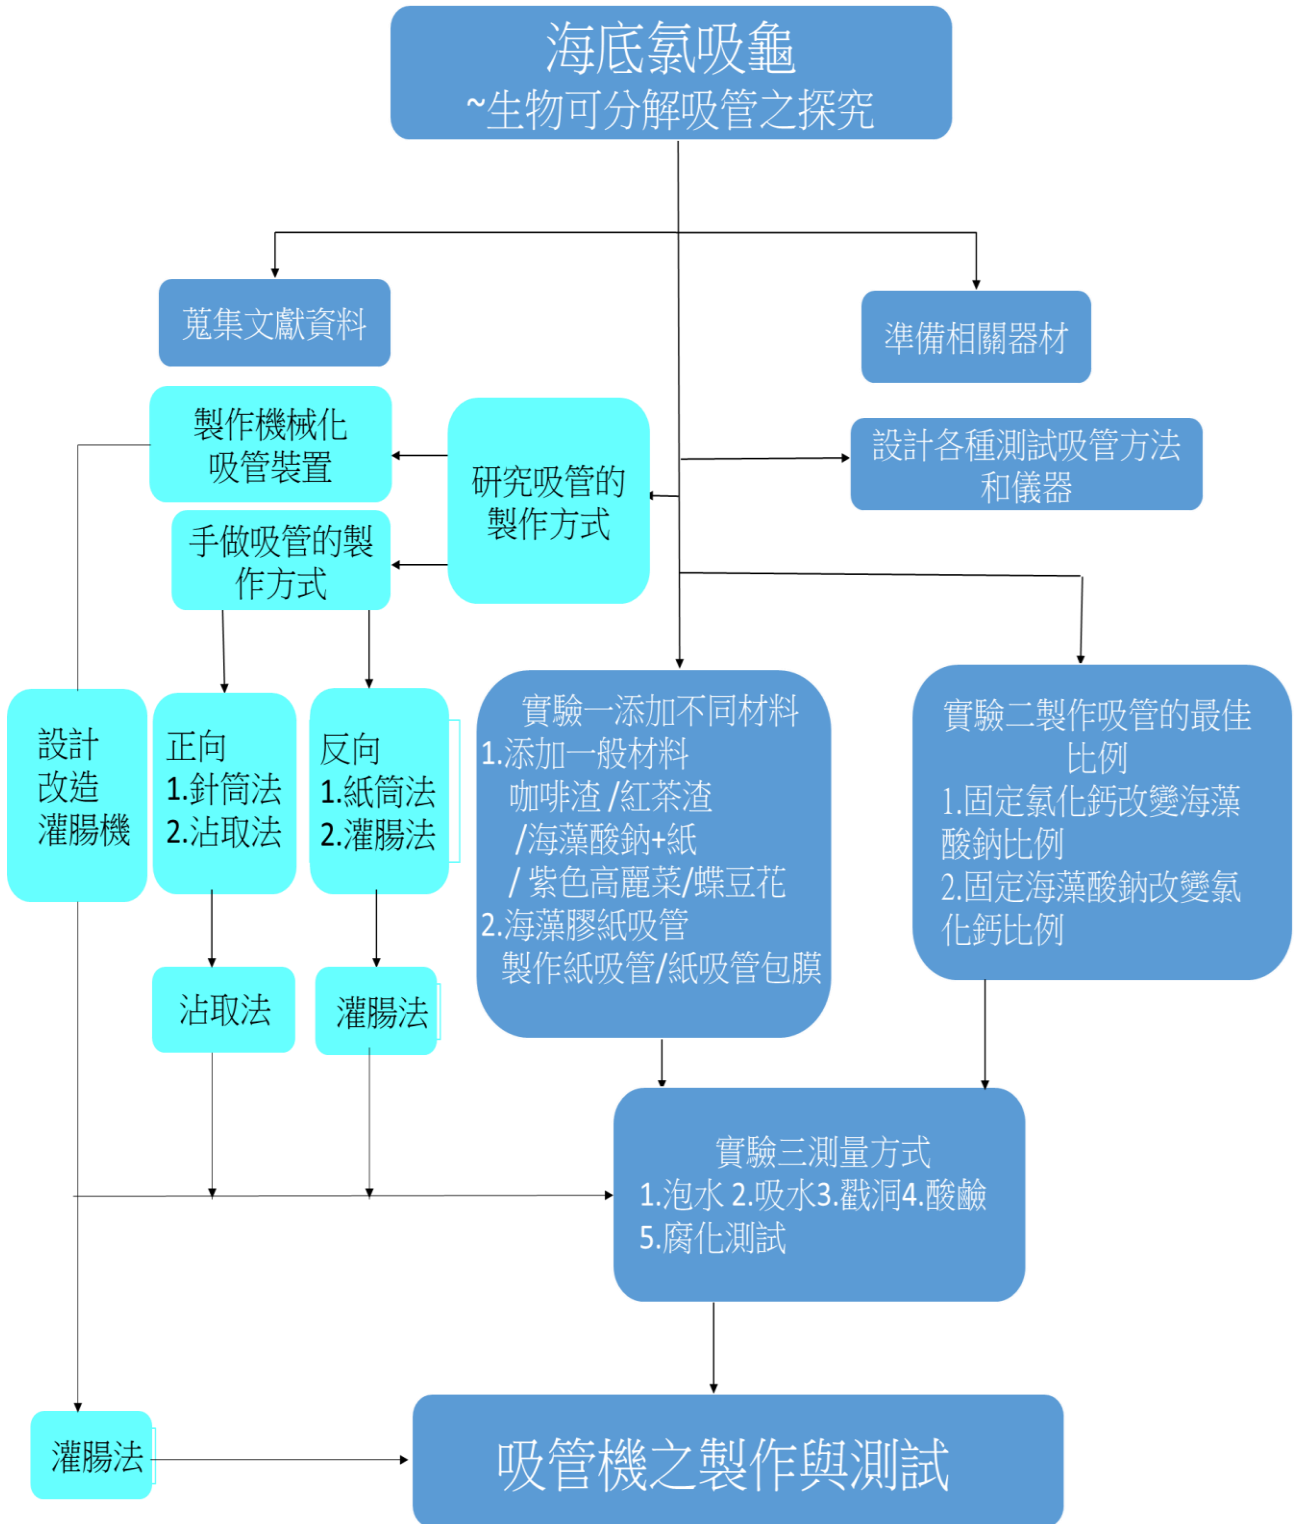 海底氯吸龜
~生物可分解吸管之探究
蒐集文獻資料
準備相關器材
製作機械化
吸管裝置
研究吸管的
製作方式
設計各種測試吸管方法
和儀器
手做吸管的製
作方式
設計
改造
灌腸機
正向
1.針筒法
2.沾取法
反向
1.紙筒法
2.灌腸法
實驗一添加不同材料
1.添加一般材料
咖啡渣/紅茶渣
/海藻酸鈉+紙
/ 紫色高麗菜/蝶豆花
2.海藻膠紙吸管
製作紙吸管/紙吸管包膜
實驗二製作吸管的最佳
比例
1.固定氯化鈣改變海藻
酸鈉比例
2.固定海藻酸鈉改變氯
化鈣比例
沾取法
灌腸法
實驗三測量方式
1.泡水 2.吸水3.戳洞4.酸鹼
5.腐化測試
灌腸法
吸管機之製作與測試